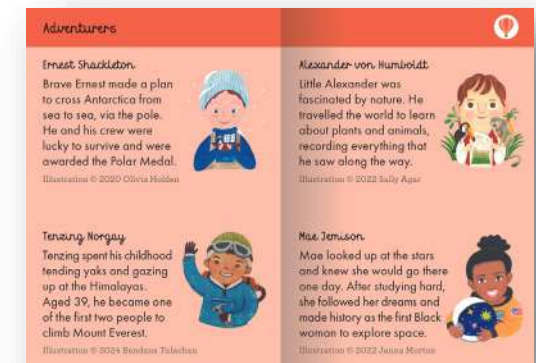 Adventurers
Ernest Shackleton
Brave Ernest made a plan
to cross Antarctica from
sea to sea, via the pole.
He and his crew were
lucky to survive and were
awarded the Polar Medal.
Illustration © 2020 Olivia Holden
Tenzing Norgay
Tenzing spent his childhood
tending yaks and gazing
up at the Himalayas.
Aged 39, he became one
of the first two people to
climb Mount Everest.
Illustration © 2024 Bandana Tulachan
Alexander von Humboldt
Little Alexander was
fascinated by nature. He
travelled the world to learn
about plants and animals,
recording everything that
he saw along the way.
Illustration © 2022 Sally Agar
Mae Jemison
Mae looked up at the stars
and knew she would go there
one day. After studying hard,
she followed her dreams and
made history as the first Black
woman to explore space.
Illustration © 2022 Janna Morton